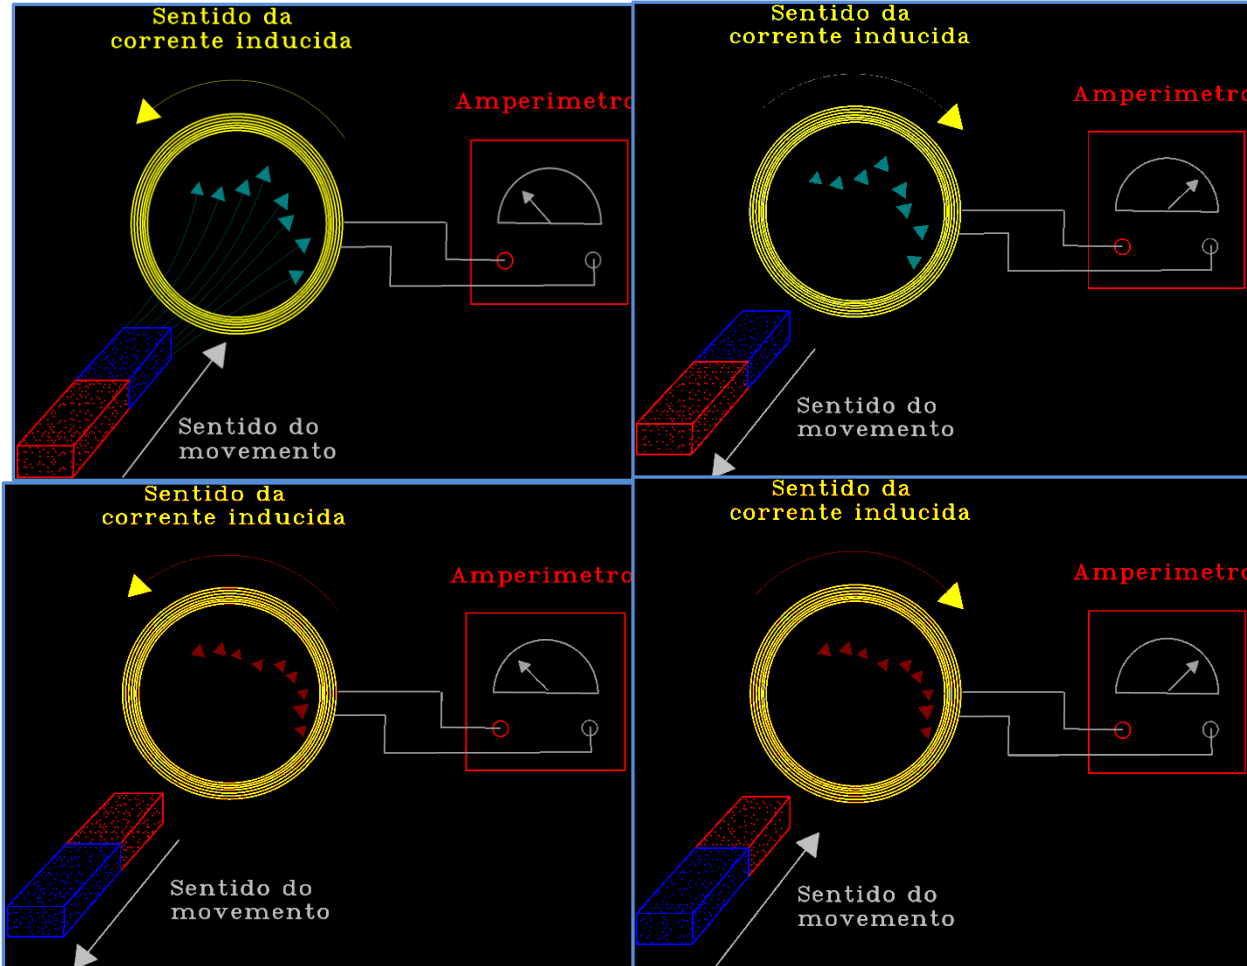 Sentido da
corrente inducida
Amperimetro
Sentido do
movemento
Sentido da
corrente inducida
Amperimetro
Sentido do
movemento
Sentido da
corrente inducida
Amperimetro
Sentido do
movemento
Sentido da
corrente inducida
Amperimetro
Sentido do
movemento